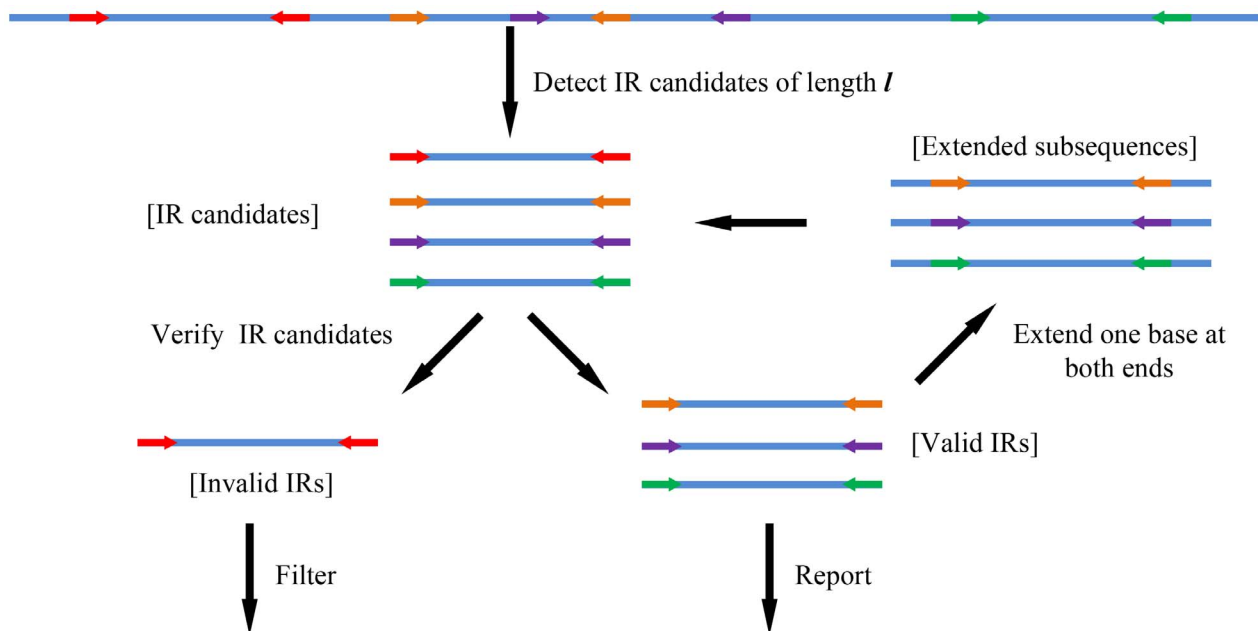 Detect IR candidates of length l
[Extended subsequences]
[IR candidates]
Verify IR candidates
Extend one base at
both ends
[Valid IRs]
[Invalid IRs]
Filter
Report